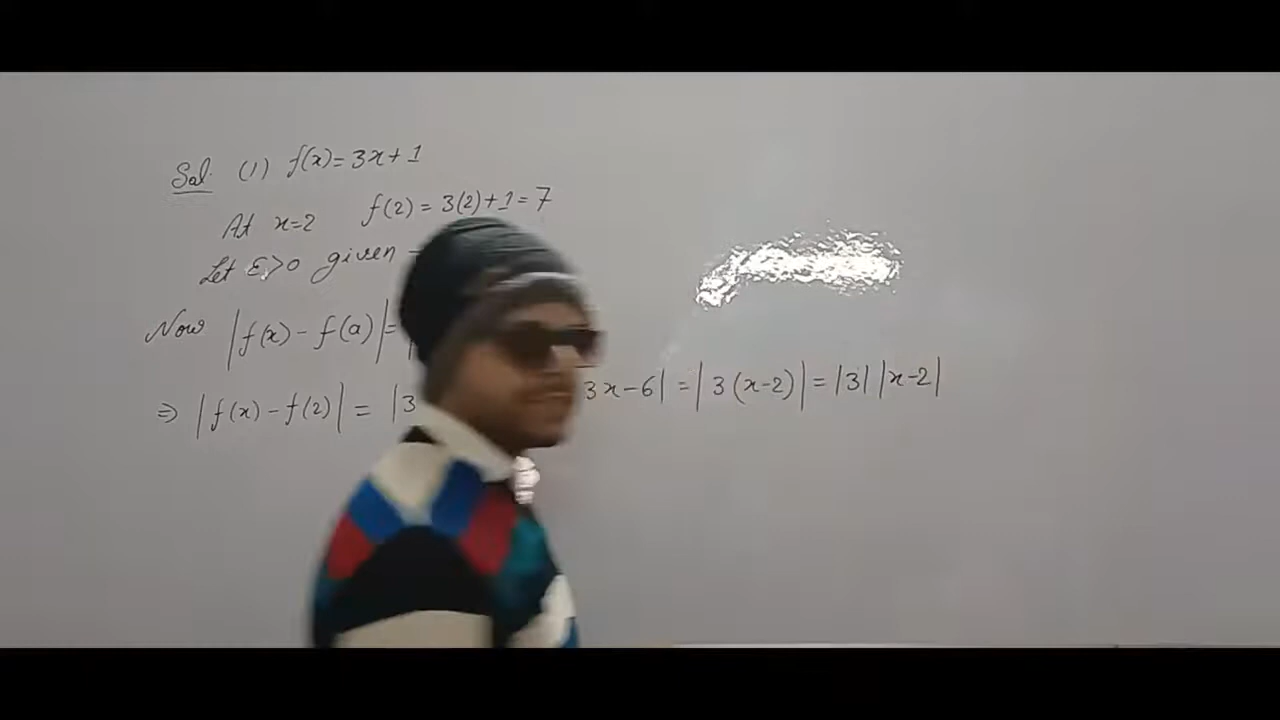 Sol. (1) f(x) = 3x + 1
At x=2 f(2) = 3(2)+1 = 7
Let ε>0 given
Now |f(x) - f(a)| = |
⇒ |f(x) - f(2)| = |3 3x-6| = |3(x-2)| = |3| |x-2|